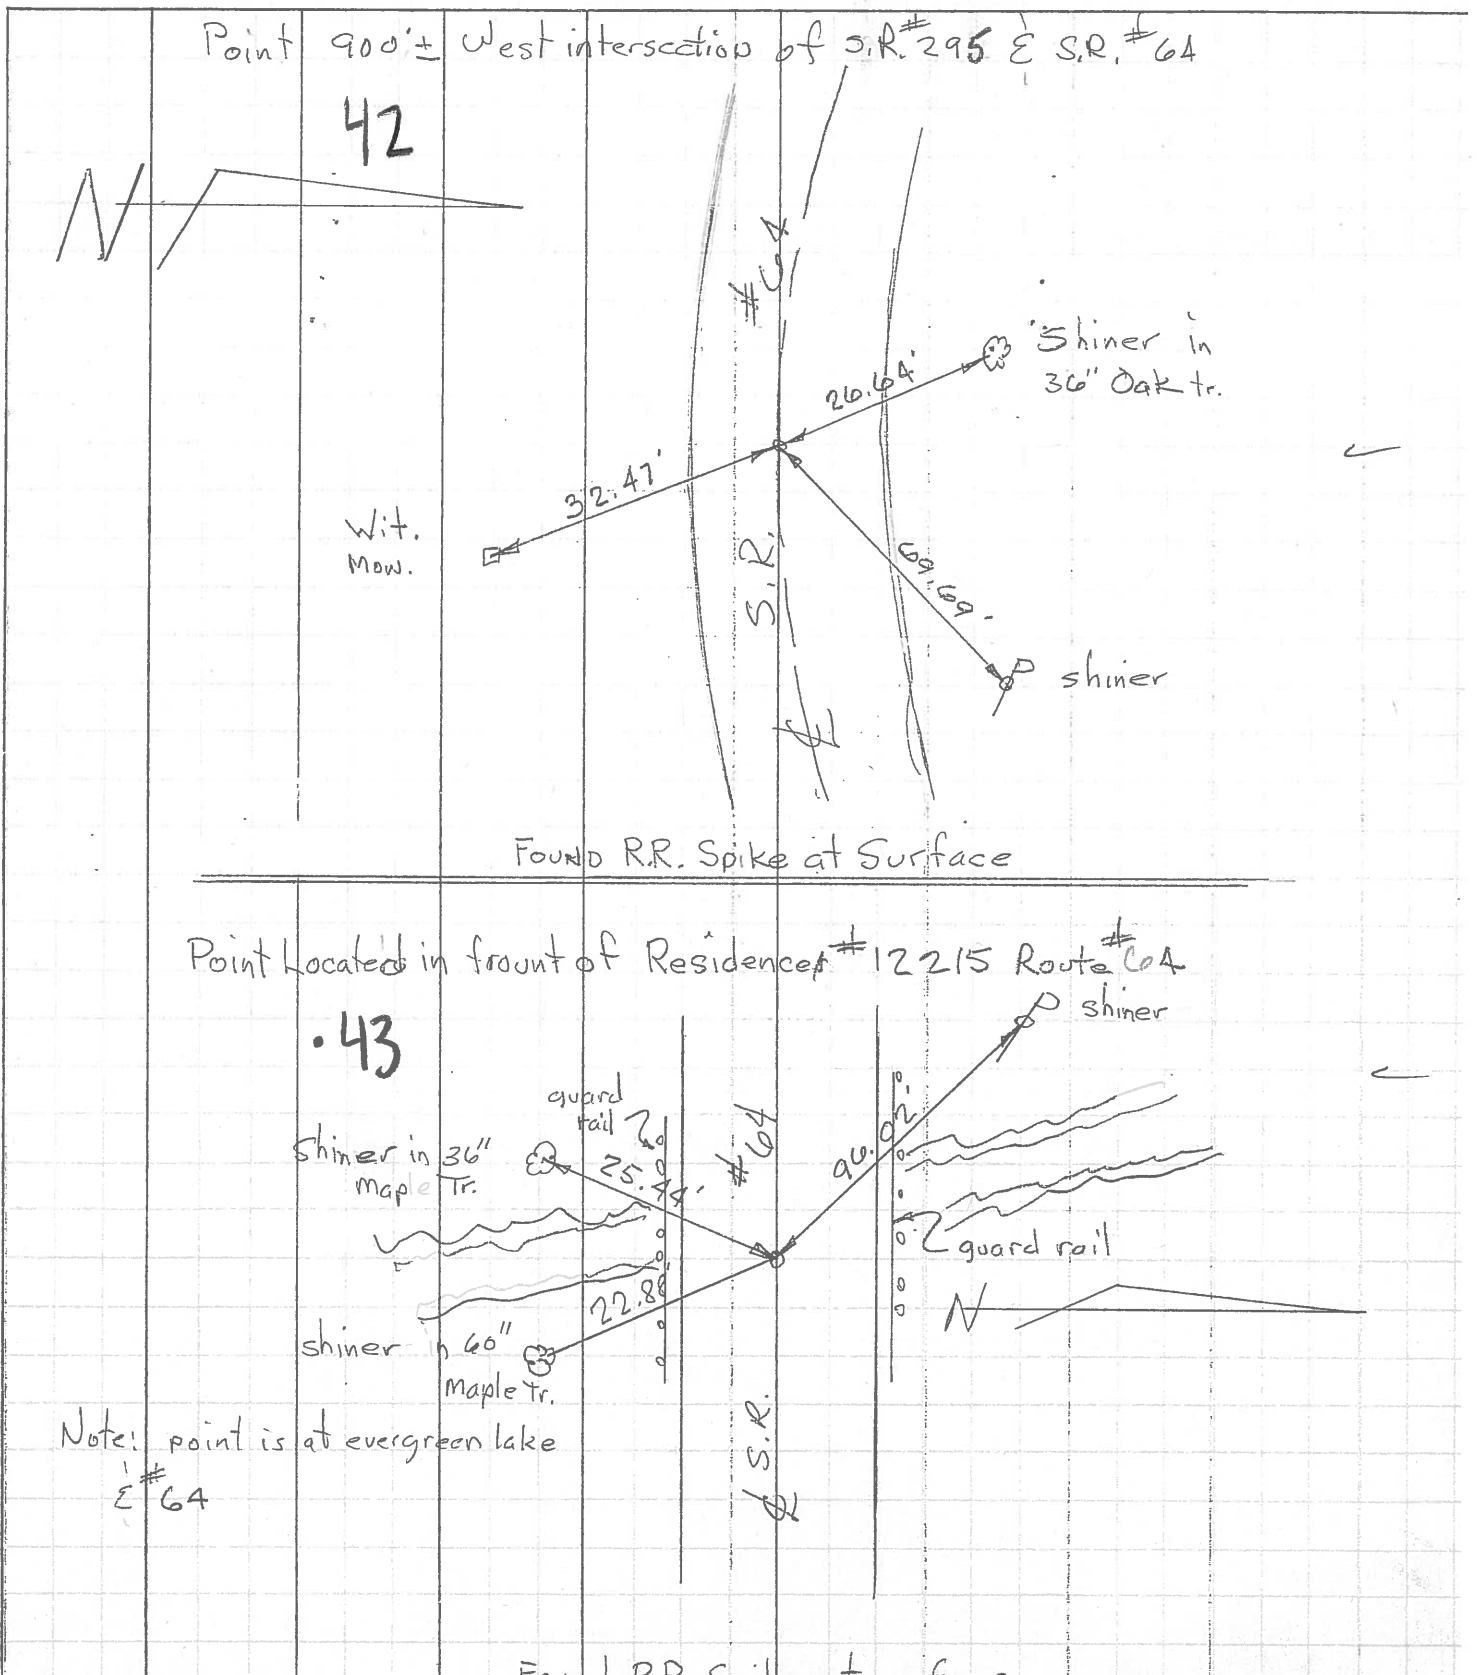 Point 900'± West intersection of S.R. #295 & S.R. #64
42
N
#64
Shiner in
36" Oak tr.
26.64'
32.47'
Wit.
Mon.
S.R.
69.69'
shiner
℄
Found R.R. Spike at Surface
Point Located in frount of Residence #12215 Route #64
shiner
.43
guard
rail
#64
96.02'
Shiner in 36"
Maple Tr.
25.44'
guard rail
22.88'
N
shiner in 60"
Maple tr.
S.R.
Note: point is at evergreen lake
& #64
℄